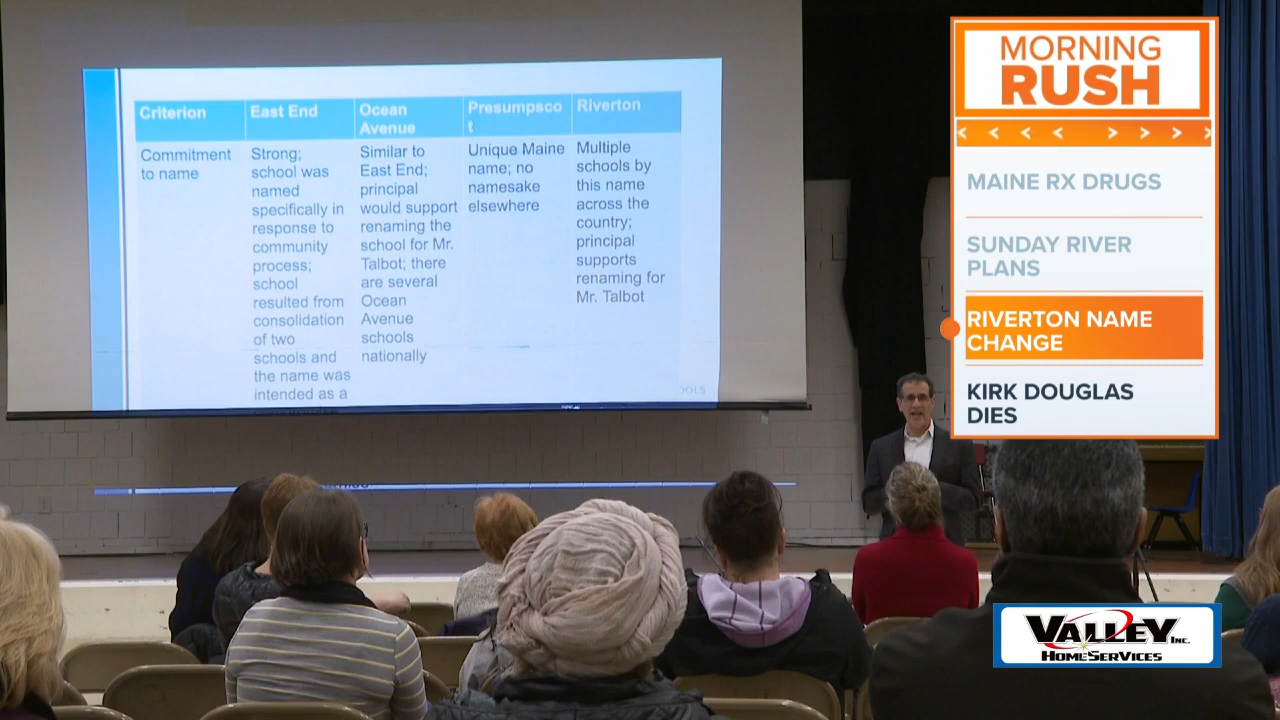 Criterion
East End
Ocean
Avenue
Presumpsco
t
Riverton
Commitment
to name
Strong;
school was
named
specifically in
response to
community
process;
school
resulted from
consolidation
of two
schools and
the name was
intended as a
Similar to
East End;
principal
would support
renaming the
school for Mr.
Talbot; there
are several
Ocean
Avenue
schools
nationally
Unique Maine
name; no
namesake
elsewhere
Multiple
schools by
this name
across the
country;
principal
supports
renaming for
Mr. Talbot
OOLS
MORNING
RUSH
MAINE RX DRUGS
SUNDAY RIVER
PLANS
RIVERTON NAME
CHANGE
KIRK DOUGLAS
DIES
VALLEY INC.
HOME SERVICES